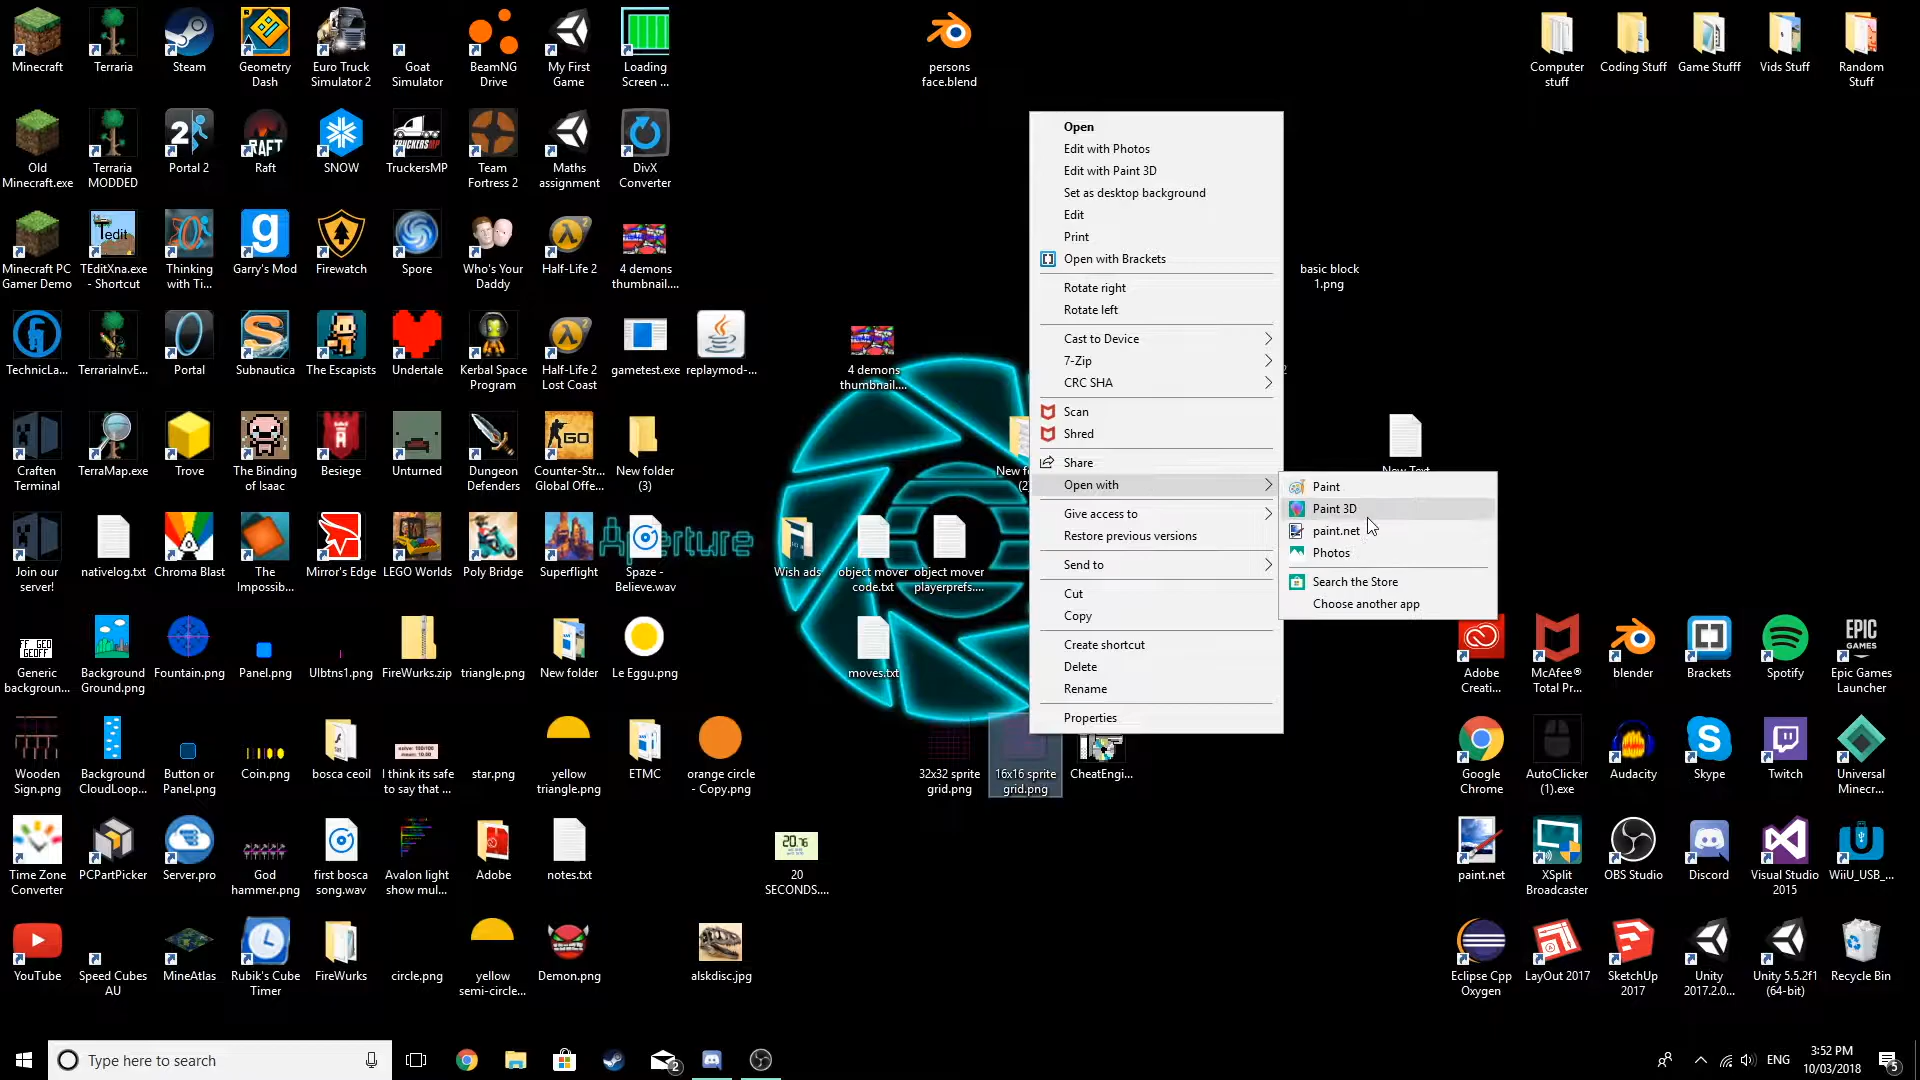 Minecraft
Terraria
Steam
Geometry
Dash
Euro Truck
Simulator 2
Goat
Simulator
BeamNG
Drive
My First
Game
Loading
Screen ...
persons
face.blend
Computer
stuff
Coding Stuff
Game Stufff
Vids Stuff
Random
Stuff
Old
Minecraft.exe
Terraria
MODDED
Portal 2
RAFT
Raft
SNOW
TruckersMP
Team
Fortress 2
Maths
assignment
DivX
Converter
Minecraft PC
Gamer Demo
Tedit
TEditXna.exe
- Shortcut
Thinking
with Ti...
Garry's Mod
Firewatch
Spore
Who's Your
Daddy
Half-Life 2
4 demons
thumbnail....
basic block
1.png
TechnicLa...
TerrariaInvE...
Portal
Subnautica
The Escapists
Undertale
Kerbal Space
Program
Half-Life 2
Lost Coast
gametest.exe
replaymod-...
4 demons
thumbnail....
Craften
Terminal
TerraMap.exe
Trove
The Binding
of Isaac
Besiege
Unturned
Dungeon
Defenders
GO
Counter-Str...
Global Offe...
New folder
(3)
Join our
server!
nativelog.txt
Chroma Blast
The
Impossib...
Mirror's Edge
LEGO Worlds
Poly Bridge
Superflight
Spaze -
Believe.wav
Aperture
Wish ads
object mover
code.txt
object mover
playerprefs....
Generic
backgroun...
Background
Ground.png
Fountain.png
Panel.png
Ulbtns1.png
FireWurks.zip
triangle.png
New folder
Le Eggu.png
moves.txt
Wooden
Sign.png
Background
CloudLoop...
Button or
Panel.png
Coin.png
bosca ceoil
I think its safe
to say that ...
star.png
yellow
triangle.png
ETMC
orange circle
- Copy.png
32x32 sprite
grid.png
16x16 sprite
grid.png
CheatEngi...
Time Zone
Converter
PCPartPicker
Server.pro
God
hammer.png
first bosca
song.wav
Avalon light
show mul...
Adobe
notes.txt
20
SECONDS....
YouTube
Speed Cubes
AU
MineAtlas
Rubik's Cube
Timer
FireWurks
circle.png
yellow
semi-circle...
Demon.png
alskdisc.jpg
Open
Edit with Photos
Edit with Paint 3D
Set as desktop background
Edit
Print
Open with Brackets
Rotate right
Rotate left
Cast to Device
7-Zip
CRC SHA
Scan
Shred
Share
Open with
Give access to
Restore previous versions
Send to
Cut
Copy
Create shortcut
Delete
Rename
Properties
Paint
Paint 3D
paint.net
Photos
Search the Store
Choose another app
New Text
Adobe
Creati...
McAfee®
Total Pr...
blender
Brackets
Spotify
EPIC
GAMES
Epic Games
Launcher
Google
Chrome
AutoClicker
(1).exe
Audacity
Skype
Twitch
Universal
Minecr...
paint.net
XSplit
Broadcaster
OBS Studio
Discord
Visual Studio
2015
WiiU_USB_...
Eclipse Cpp
Oxygen
LayOut 2017
SketchUp
2017
Unity
2017.2.0...
Unity 5.5.2f1
(64-bit)
Recycle Bin
Type here to search
2
ENG
3:52 PM
10/03/2018
5